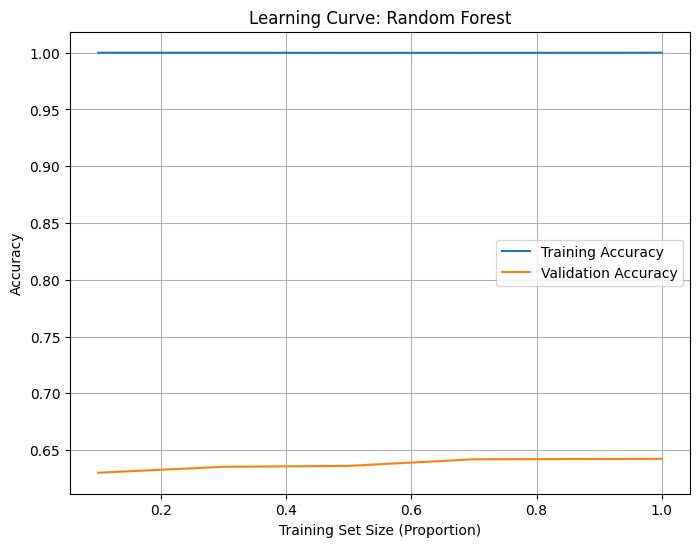 Learning Curve: Random Forest
1.00
0.95
0.90
0.85
0.80
0.75
0.70
0.65
Accuracy
Training Accuracy
Validation Accuracy
0.2
0.4
0.6
0.8
1.0
Training Set Size (Proportion)